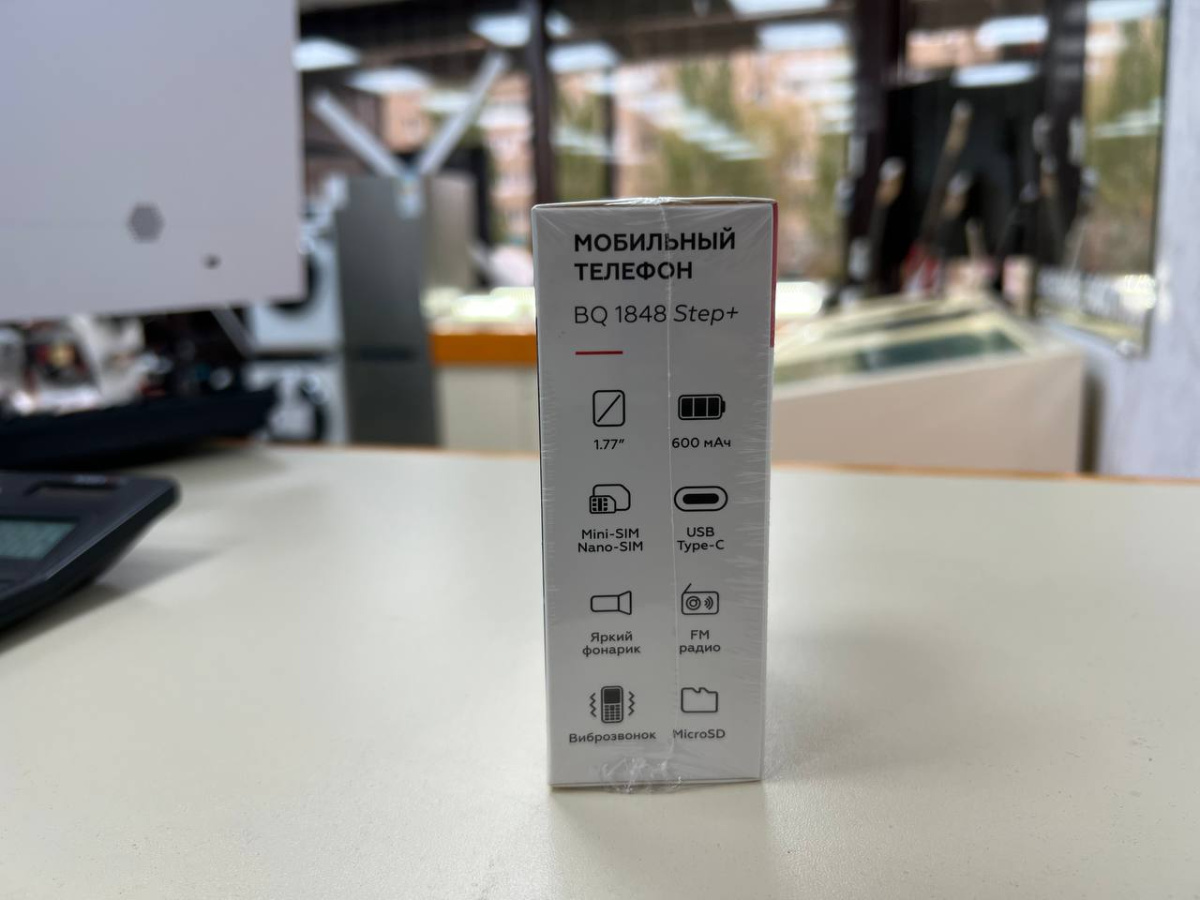 МОБИЛЬНЫЙ
ТЕЛЕФОН
BQ 1848 Step+
1.77″
600 мАч
Mini-SIM
Nano-SIM
USB
Type-C
Яркий
фонарик
FM
радио
Виброзвонок
MicroSD